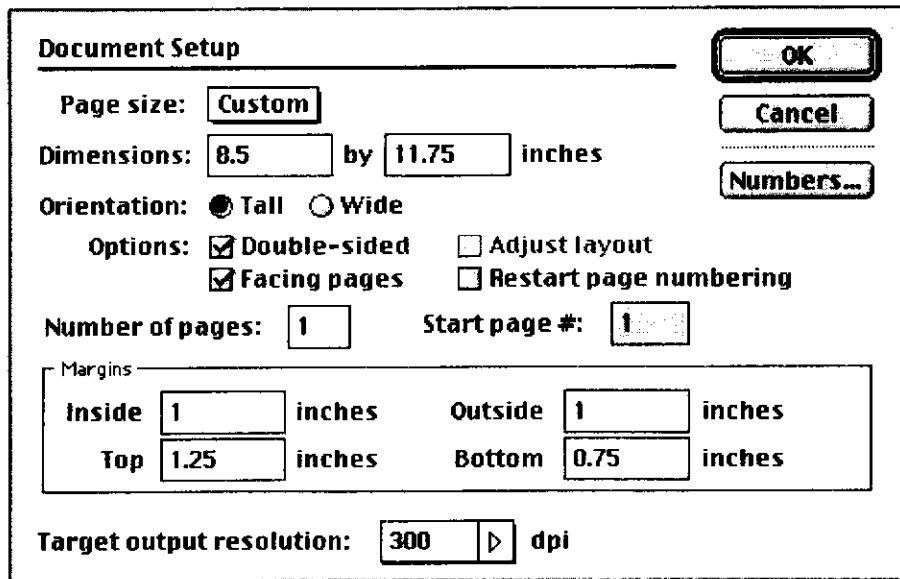 Document Setup
OK
Page size: Custom
Cancel
Dimensions: 8.5 by 11.75 inches
Numbers...
Orientation: Tall Wide
Options: Double-sided Adjust layout
Facing pages Restart page numbering
Number of pages: 1 Start page #: 1
Margins
Inside 1 inches Outside 1 inches
Top 1.25 inches Bottom 0.75 inches
Target output resolution: 300 dpi